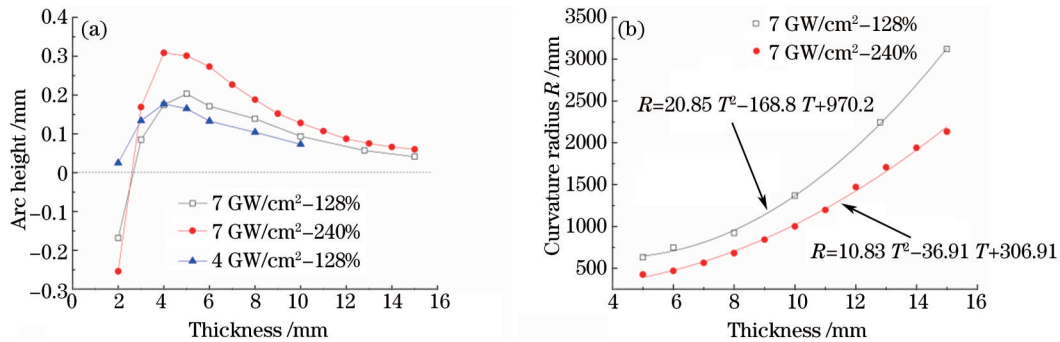 (a)
Arc height /mm
0.4
0.3
0.2
0.1
0
-0.1
-0.2
-0.3
7 GW/cm²-128%
7 GW/cm²-240%
4 GW/cm²-128%
0 2 4 6 8 10 12 14 16
Thickness /mm
(b)
Curvature radius R /mm
3500
3000
2500
2000
1500
1000
500
7 GW/cm²-128%
7 GW/cm²-240%
R=20.85 T²-168.8 T+970.2
R=10.83 T²-36.91 T+306.91
4 6 8 10 12 14 16
Thickness /mm